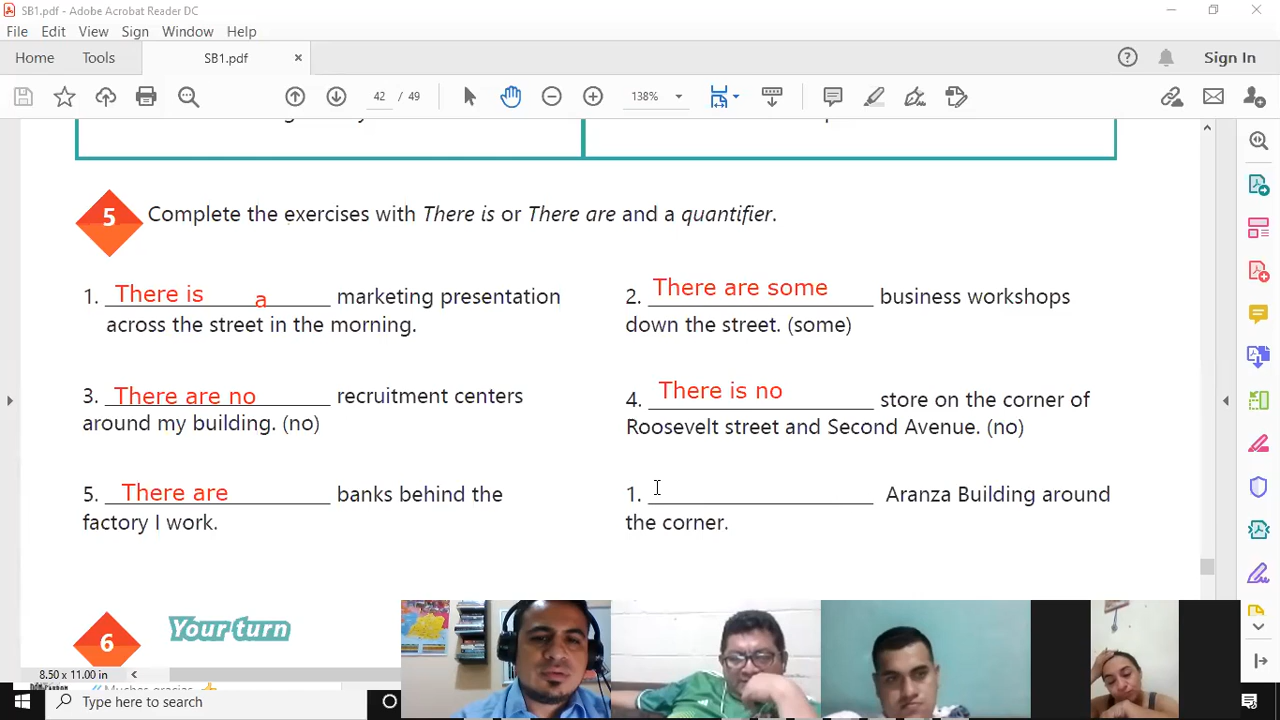 SB1.pdf - Adobe Acrobat Reader DC
File Edit View Sign Window Help
Home Tools SB1.pdf × Sign In
42 / 49 138%
5 Complete the exercises with There is or There are and a quantifier.
1. There is a marketing presentation
across the street in the morning.
2. There are some business workshops
down the street. (some)
3. There are no recruitment centers
around my building. (no)
4. There is no store on the corner of
Roosevelt street and Second Avenue. (no)
5. There are banks behind the
factory I work.
1. Aranza Building around
the corner.
6 Your turn
8.50 x 11.00 in
Muchas gracias
Type here to search